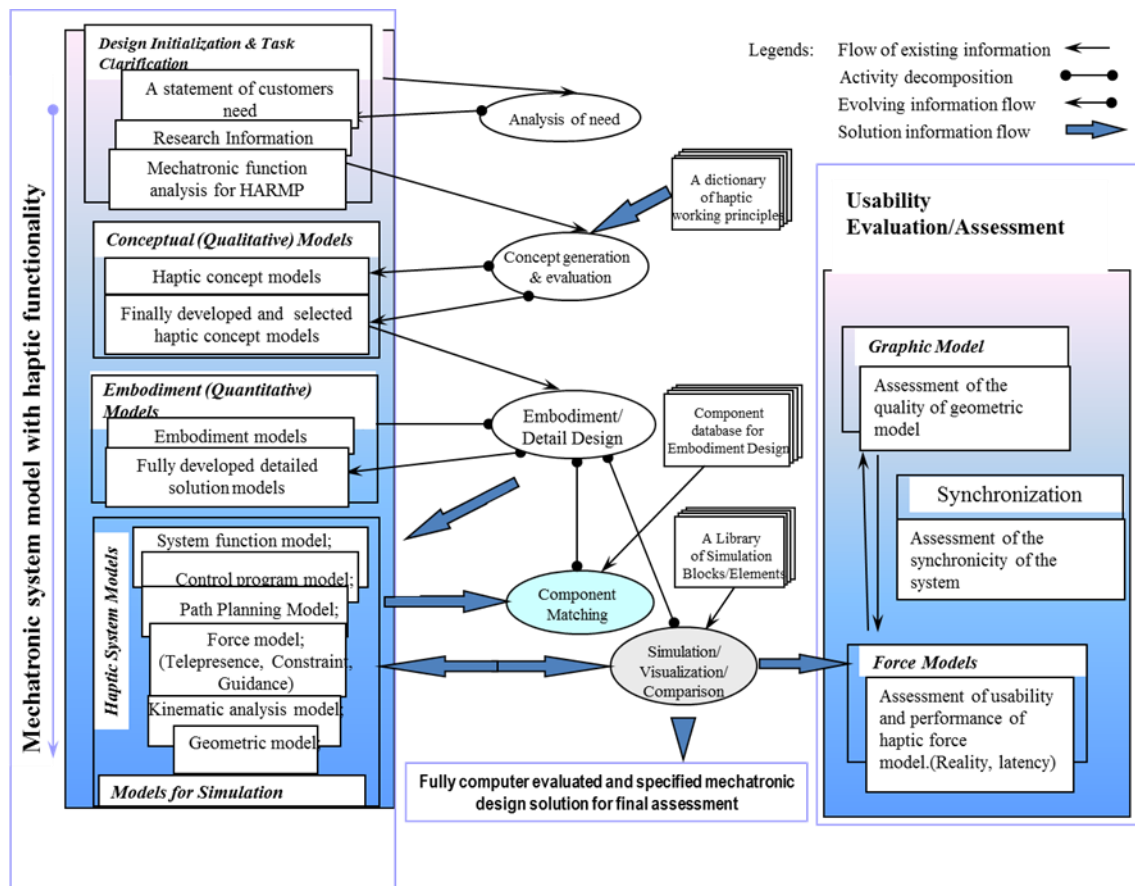 Mechatronic system model with haptic functionality
Design Initialization & Task
Clarification
A statement of customers
need
Research Information
Mechatronic function
analysis for HARMP
Conceptual (Qualitative) Models
Haptic concept models
Finally developed and selected
haptic concept models
Embodiment (Quantitative)
Models
Embodiment models
Fully developed detailed
solution models
Haptic System Models
System function model;
Control program model;
Path Planning Model;
Force model;
(Telepresence, Constraint,
Guidance)
Kinematic analysis model;
Geometric model;
Models for Simulation
Analysis of need
A dictionary
of haptic
working principles
Concept generation
& evaluation
Embodiment/
Detail Design
Component
database for
Embodiment Design
A Library
of Simulation
Blocks/Elements
Component
Matching
Simulation/
Visualization/
Comparison
Fully computer evaluated and specified mechatronic
design solution for final assessment
Legends:
Flow of existing information
Activity decomposition
Evolving information flow
Solution information flow
Usability
Evaluation/Assessment
Graphic Model
Assessment of the
quality of geometric
model
Synchronization
Assessment of the
synchronicity of the
system
Force Models
Assessment of usability
and performance of
haptic force
model.(Reality, latency)